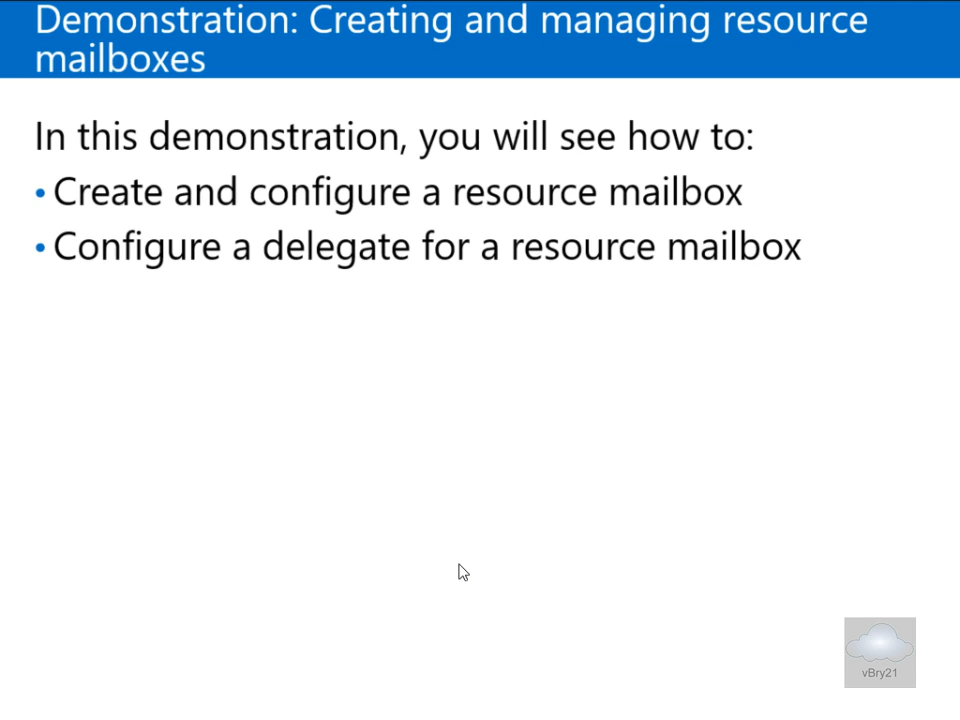 Demonstration: Creating and managing resource
mailboxes
In this demonstration, you will see how to:
• Create and configure a resource mailbox
• Configure a delegate for a resource mailbox
vBry21